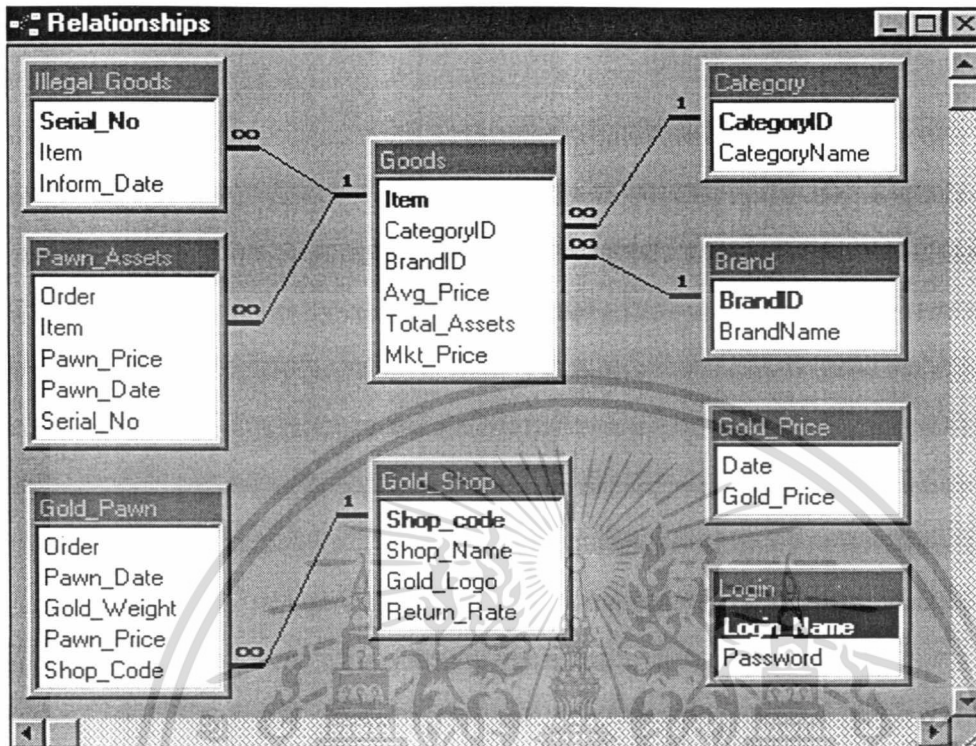 Relationships
Illegal_Goods
Serial_No
Item
Inform_Date
∞
Pawn_Assets
Order
Item
Pawn_Price
Pawn_Date
Serial_No
∞
Gold_Pawn
Order
Pawn_Date
Gold_Weight
Pawn_Price
Shop_Code
∞
1
Goods
Item
CategoryID
BrandID
Avg_Price
Total_Assets
Mkt_Price
∞
∞
1
Gold_Shop
Shop_code
Shop_Name
Gold_Logo
Return_Rate
1
Category
CategoryID
CategoryName
1
Brand
BrandID
BrandName
Gold_Price
Date
Gold_Price
Login
Login_Name
Password